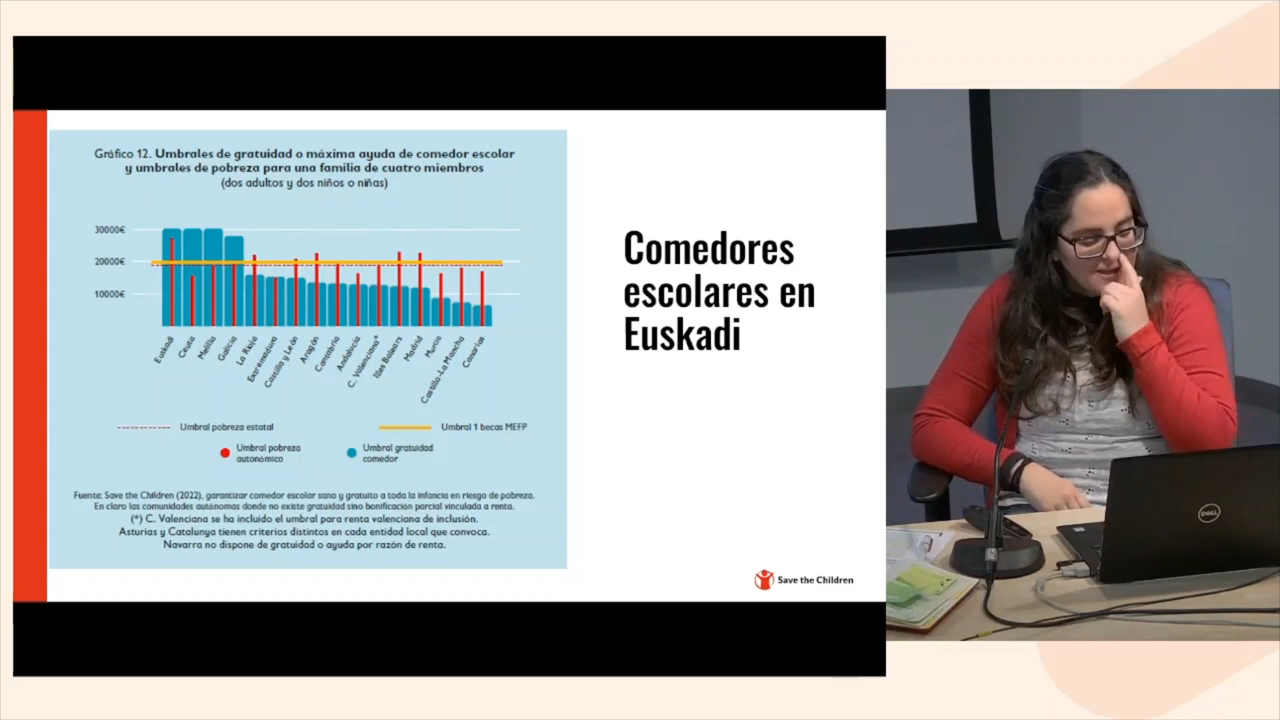 Gráfico 12. Umbrales de gratuidad o máxima ayuda de comedor escolar
y umbrales de pobreza para una familia de cuatro miembros
(dos adultos y dos niños o niñas)
30000€
20000€
10000€
Euskadi
Ceuta
Melilla
Galicia
La Rioja
Extremadura
Castilla y León
Aragón
Cantabria
Andalucía
C. Valenciana*
Illes Balears
Madrid
Murcia
Castilla-La Mancha
Canarias
Umbral pobreza estatal
Umbral 1 becas MEFP
Umbral pobreza
autonómico
Umbral gratuidad
comedor
Fuente: Save the Children (2022), garantizar comedor escolar sano y gratuito a toda la infancia en riesgo de pobreza.
En claro las comunidades autónomas donde no existe gratuidad sino bonificación parcial vinculada a renta.
(*) C. Valenciana se ha incluido el umbral para renta valenciana de inclusión.
Asturias y Catalunya tienen criterios distintos en cada entidad local que convoca.
Navarra no dispone de gratuidad o ayuda por razón de renta.
Comedores
escolares en
Euskadi
Save the Children
DELL